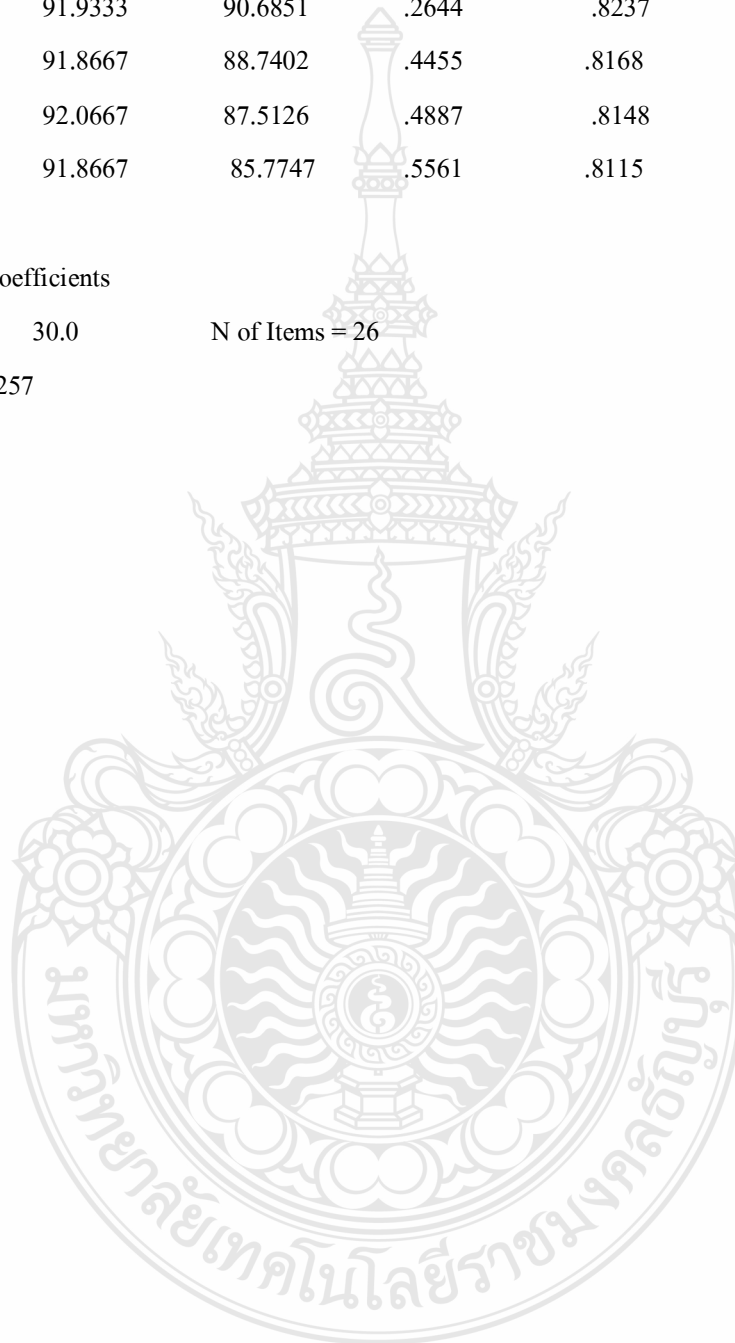 91.9333 90.6851 .2644 .8237
91.8667 88.7402 .4455 .8168
92.0667 87.5126 .4887 .8148
91.8667 85.7747 .5561 .8115
oefficients
30.0 N of Items = 26
257
มหาวิทยาลัยเทคโนโลยีราชมงคลธัญบุรี